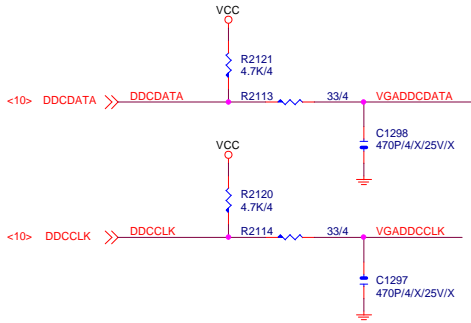 VCC
R2121
4.7K/4
<10> DDCDATA DDCDATA R2113 33/4 VGADDCDATA
C1298
470P/4/X/25V/X
VCC
R2120
4.7K/4
<10> DDCCLK DDCCLK R2114 33/4 VGADDCCLK
C1297
470P/4/X/25V/X